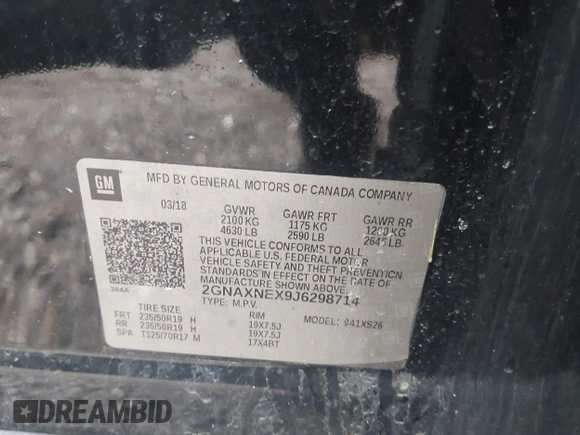 GM
MFD BY GENERAL MOTORS OF CANADA COMPANY
03/18 GVWR GAWR FRT GAWR RR
2100 KG 1175 KG 1200 KG
4630 LB 2590 LB 2645 LB
THIS VEHICLE CONFORMS TO ALL
APPLICABLE U.S. FEDERAL MOTOR
VEHICLE SAFETY, BUMPER, AND THEFT PREVENTION
STANDARDS IN EFFECT ON THE DATE OF
MANUFACTURE SHOWN ABOVE.
384A 2GNAXNEX9J6298714
TYPE: M.P.V.
TIRE SIZE RIM MODEL: 941XS26
FRT 235/50R19 H 19X7.5J
RR 235/50R19 H 19X7.5J
SPA T125/70R17 M 17X4BT
DREAMBID